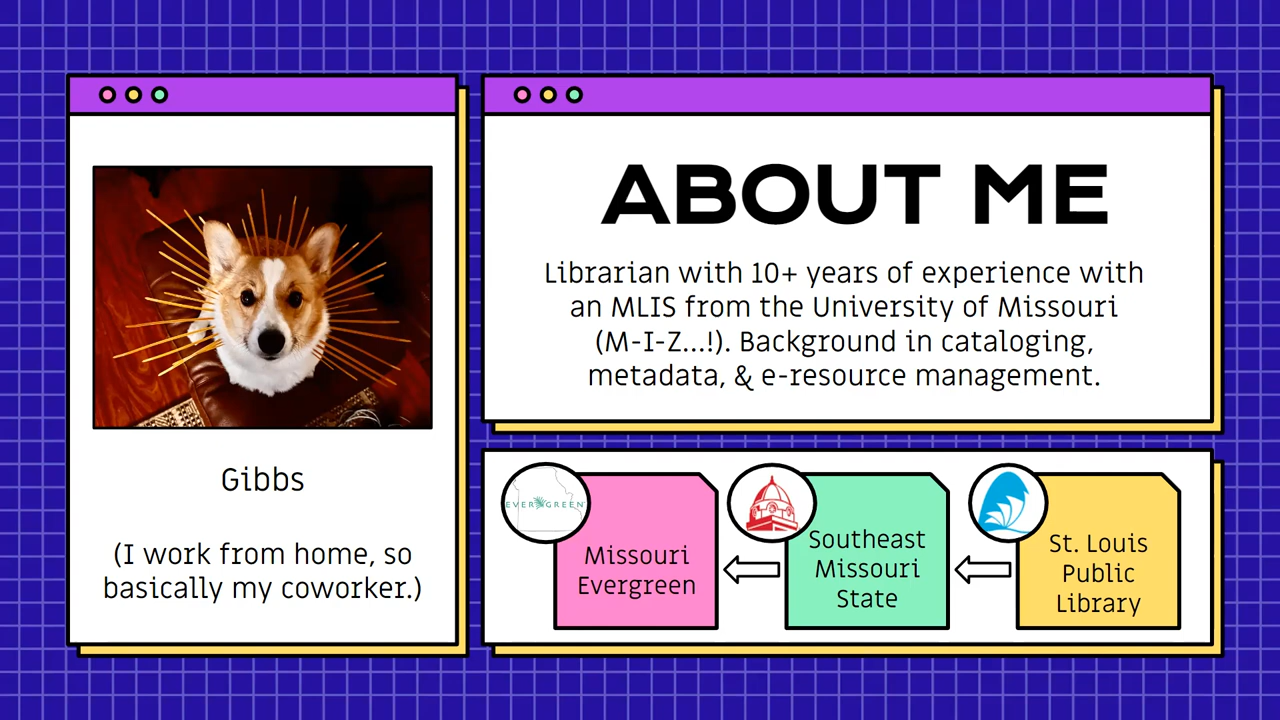 Gibbs
(I work from home, so
basically my coworker.)
ABOUT ME
Librarian with 10+ years of experience with
an MLIS from the University of Missouri
(M-I-Z...!). Background in cataloging,
metadata, & e-resource management.
EVERGREEN
Missouri
Evergreen
Southeast
Missouri
State
St. Louis
Public
Library